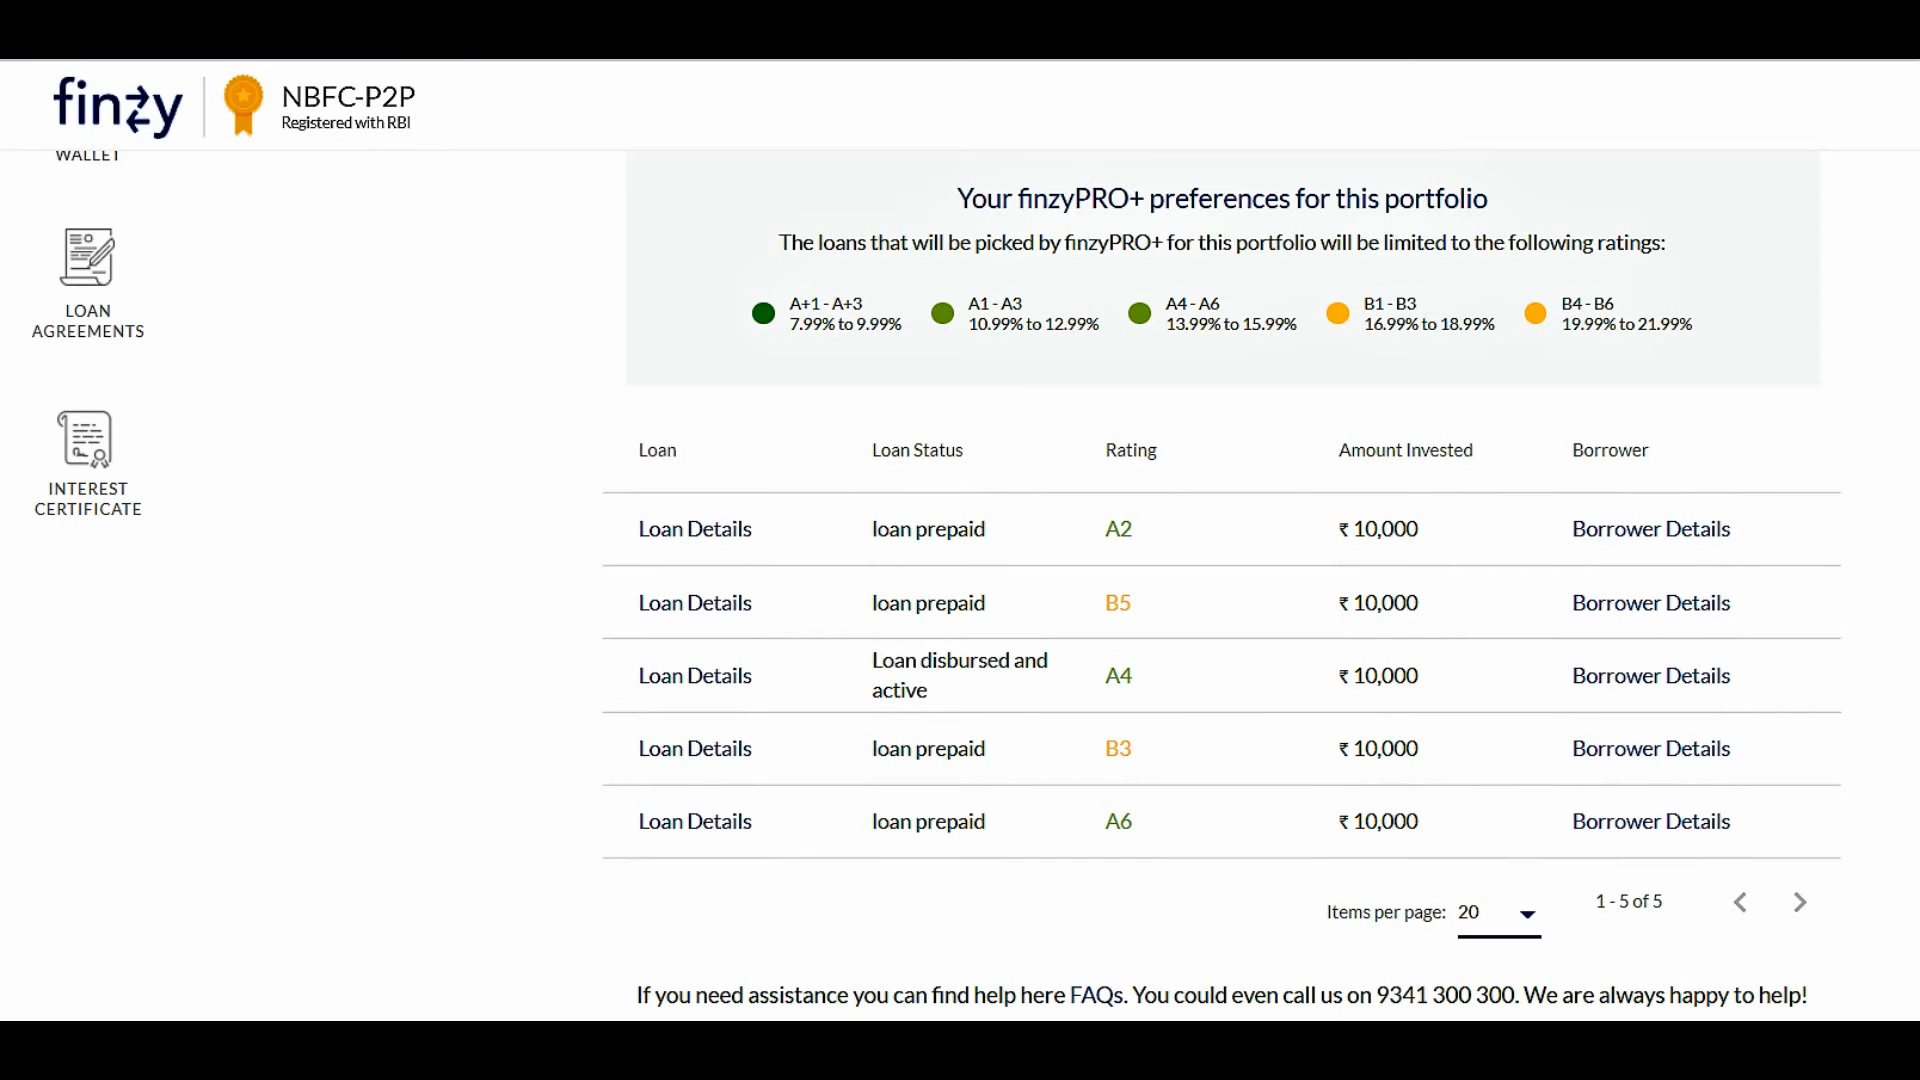 finzy
NBFC-P2P
Registered with RBI
WALLET
LOAN
AGREEMENTS
INTEREST
CERTIFICATE
Your finzyPRO+ preferences for this portfolio
The loans that will be picked by finzyPRO+ for this portfolio will be limited to the following ratings:
A+1 - A+3
7.99% to 9.99%
A1 - A3
10.99% to 12.99%
A4 - A6
13.99% to 15.99%
B1 - B3
16.99% to 18.99%
B4 - B6
19.99% to 21.99%
Loan Loan Status Rating Amount Invested Borrower
Loan Details loan prepaid A2 ₹ 10,000 Borrower Details
Loan Details loan prepaid B5 ₹ 10,000 Borrower Details
Loan Details Loan disbursed and active A4 ₹ 10,000 Borrower Details
Loan Details loan prepaid B3 ₹ 10,000 Borrower Details
Loan Details loan prepaid A6 ₹ 10,000 Borrower Details
Items per page: 20 1 - 5 of 5
If you need assistance you can find help here FAQs. You could even call us on 9341 300 300. We are always happy to help!